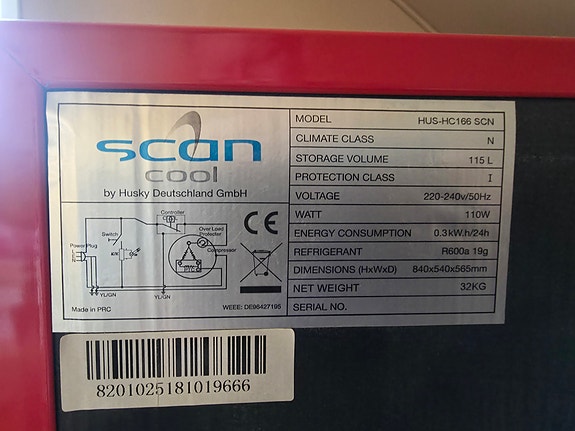 scan
cool
by Husky Deutschland GmbH
Controller
Over Load
Protector
Switch
Compressor
Power Plug
L
N
PTC
YL/GN
YL/GN
Made in PRC
CE
WEEE: DE96427195
MODEL HUS-HC166 SCN
CLIMATE CLASS N
STORAGE VOLUME 115 L
PROTECTION CLASS I
VOLTAGE 220-240v/50Hz
WATT 110W
ENERGY CONSUMPTION 0.3kW.h/24h
REFRIGERANT R600a 19g
DIMENSIONS (HxWxD) 840x540x565mm
NET WEIGHT 32KG
SERIAL NO.
8201025181019666